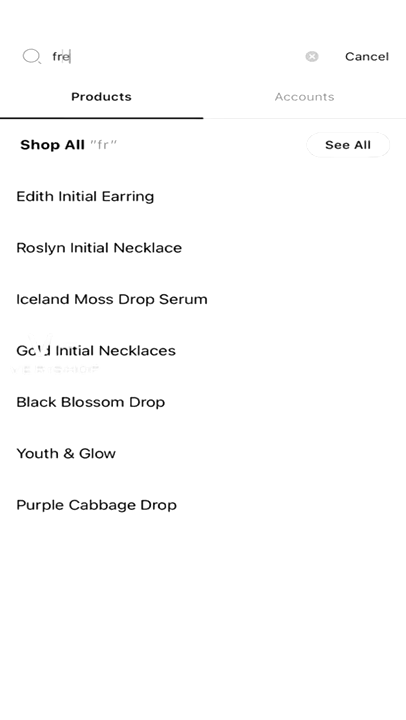 fre
Cancel
Products
Accounts
Shop All "fr"
See All
Edith Initial Earring
Roslyn Initial Necklace
Iceland Moss Drop Serum
Gold Initial Necklaces
Black Blossom Drop
Youth & Glow
Purple Cabbage Drop